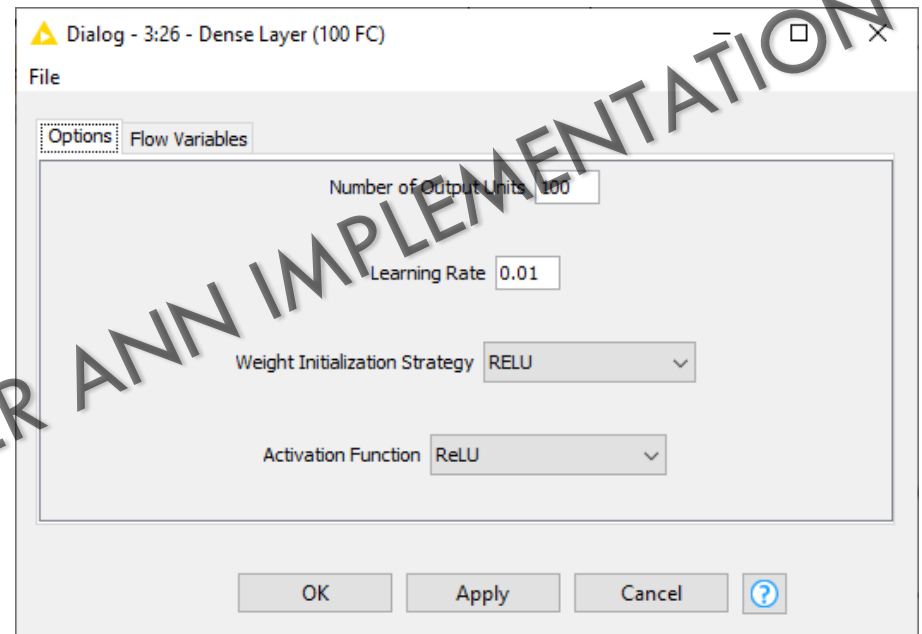 Dialog - 3:26 - Dense Layer (100 FC)
File
Options Flow Variables
Number of Output Units 100
Learning Rate 0.01
Weight Initialization Strategy RELU
Activation Function ReLU
OK Apply Cancel ?
ANN IMPLEMENTATION